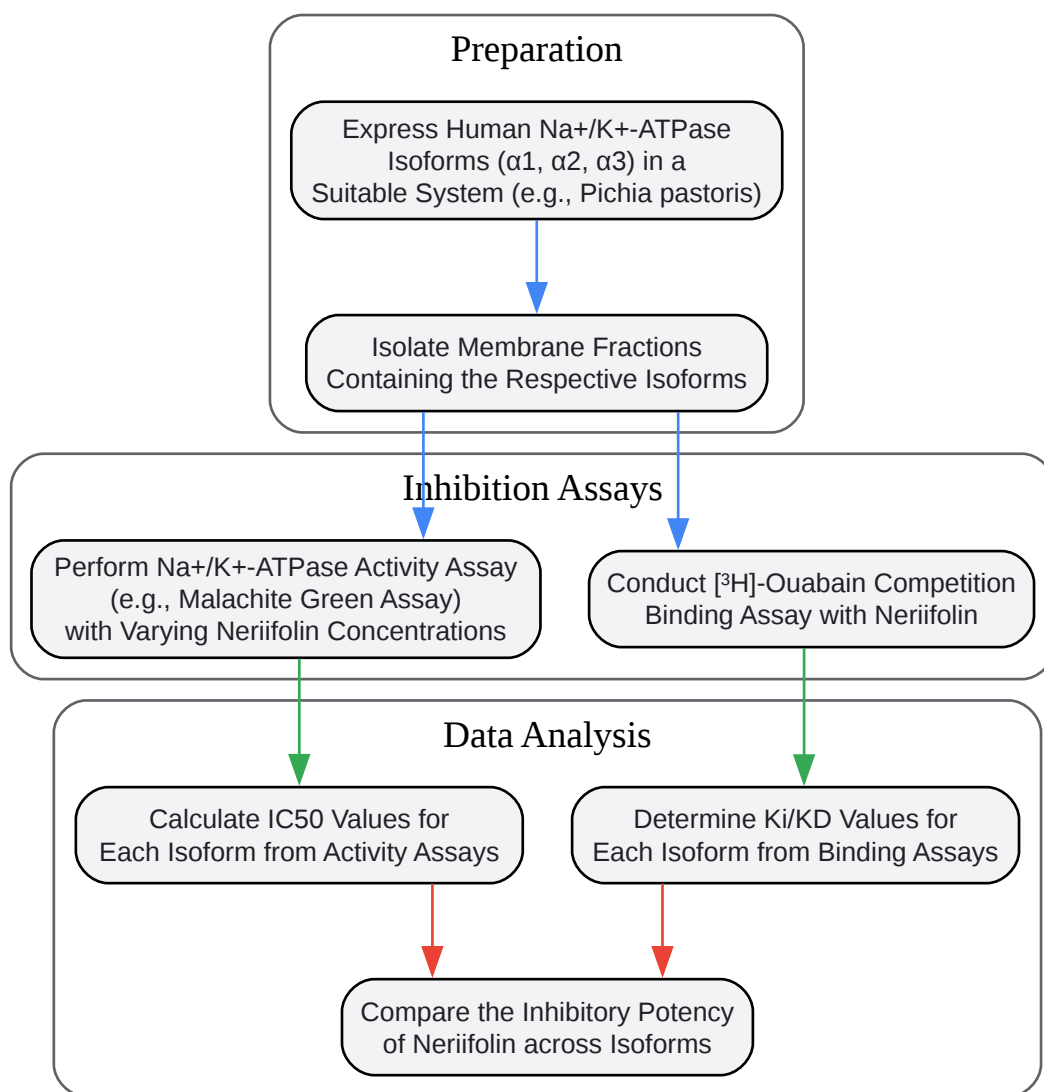 Preparation
Express Human Na+/K+-ATPase
Isoforms (α1, α2, α3) in a
Suitable System (e.g., Pichia pastoris)
Isolate Membrane Fractions
Containing the Respective Isoforms
Inhibition Assays
Perform Na+/K+-ATPase Activity Assay
(e.g., Malachite Green Assay)
with Varying Neriifolin Concentrations
Conduct [³H]-Ouabain Competition
Binding Assay with Neriifolin
Data Analysis
Calculate IC50 Values for
Each Isoform from Activity Assays
Determine Ki/KD Values for
Each Isoform from Binding Assays
Compare the Inhibitory Potency
of Neriifolin across Isoforms